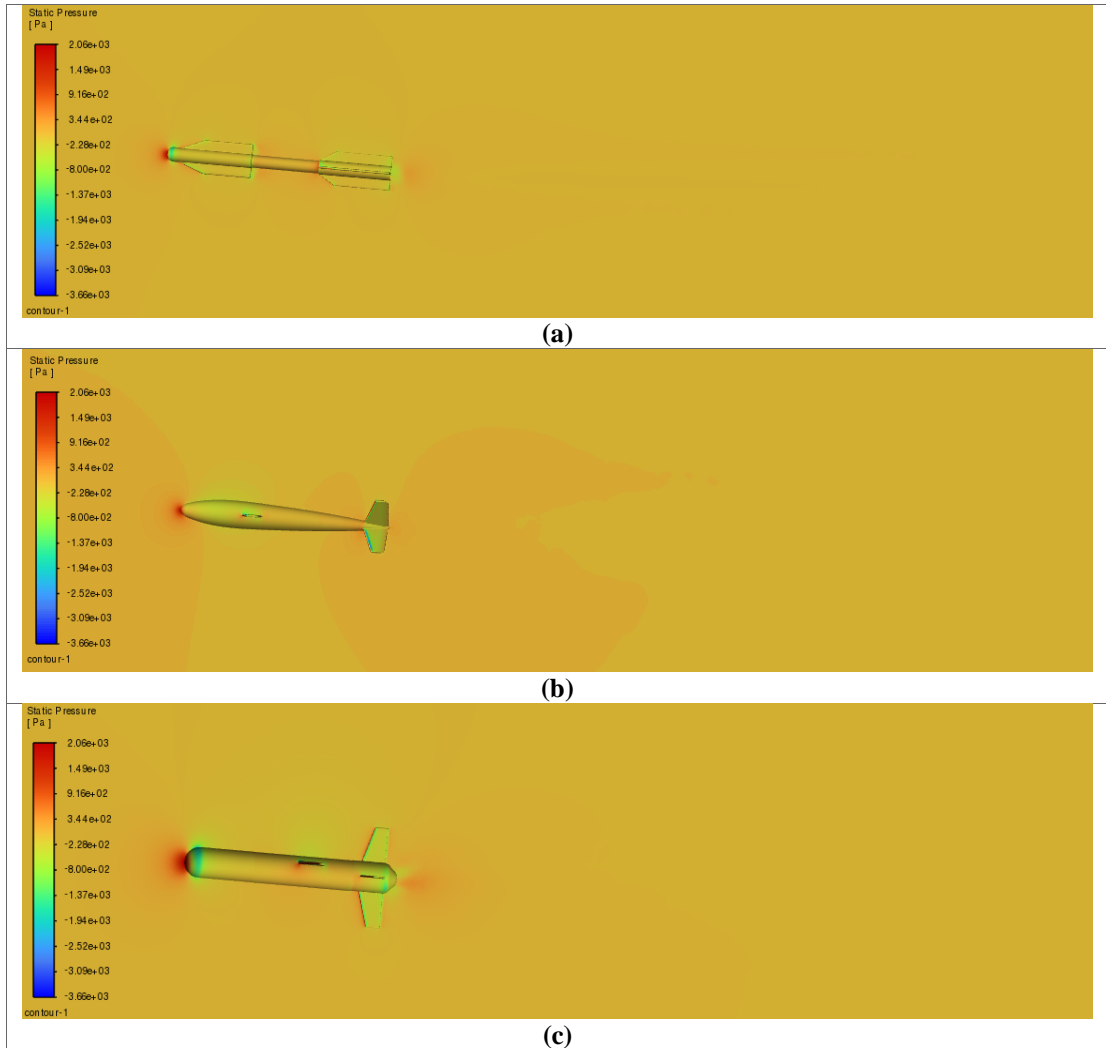 Static Pressure
[ Pa ]
2.06e+03
1.49e+03
9.16e+02
3.44e+02
-2.28e+02
-8.00e+02
-1.37e+03
-1.94e+03
-2.52e+03
-3.09e+03
-3.66e+03
contour-1
(a)
Static Pressure
[ Pa ]
2.06e+03
1.49e+03
9.16e+02
3.44e+02
-2.28e+02
-8.00e+02
-1.37e+03
-1.94e+03
-2.52e+03
-3.09e+03
-3.66e+03
contour-1
(b)
Static Pressure
[ Pa ]
2.06e+03
1.49e+03
9.16e+02
3.44e+02
-2.28e+02
-8.00e+02
-1.37e+03
-1.94e+03
-2.52e+03
-3.09e+03
-3.66e+03
contour-1
(c)